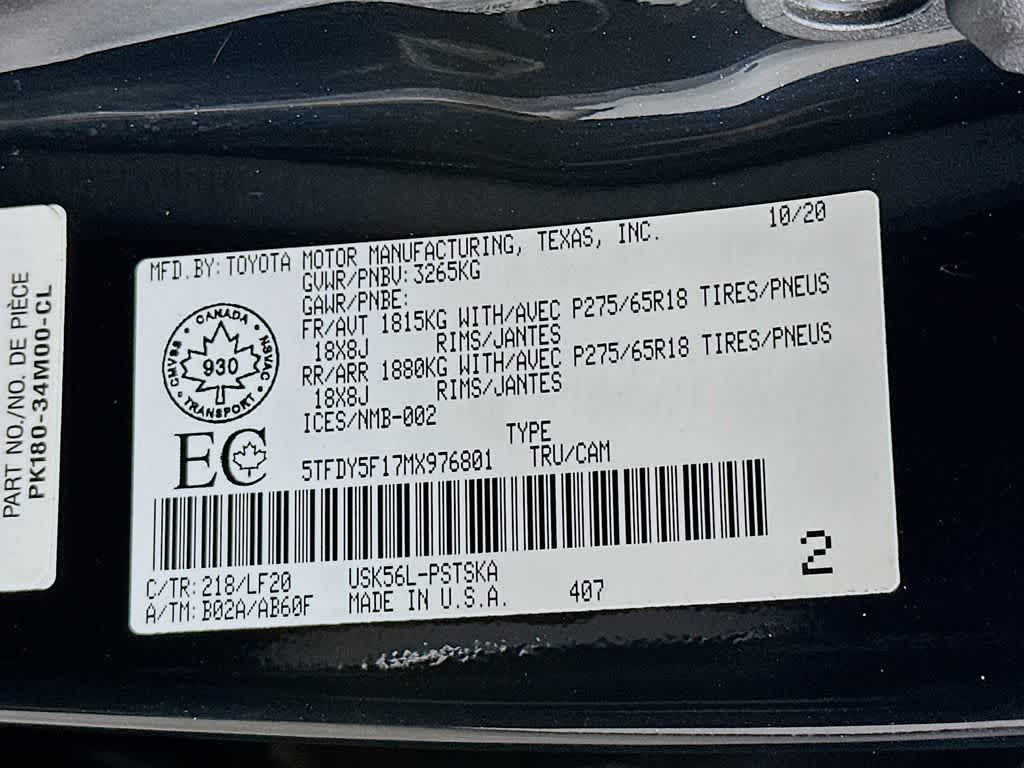 PART NO./NO. DE PIÈCE
PK180-34M00-CL
10/20
MFD.BY: TOYOTA MOTOR MANUFACTURING, TEXAS, INC.
GVWR/PNBV: 3265KG
GAWR/PNBE:
FR/AVT 1815KG WITH/AVEC P275/65R18 TIRES/PNEUS
18X8J RIMS/JANTES
RR/ARR 1880KG WITH/AVEC P275/65R18 TIRES/PNEUS
18X8J RIMS/JANTES
ICES/NMB-002
CANADA
CMVSS
NSVAC
930
TRANSPORT
EC
TYPE
5TFDY5F17MX976801 TRU/CAM
C/TR: 218/LF20 USK56L-PSTSKA
A/TM: B02A/AB60F MADE IN U.S.A. 407
2